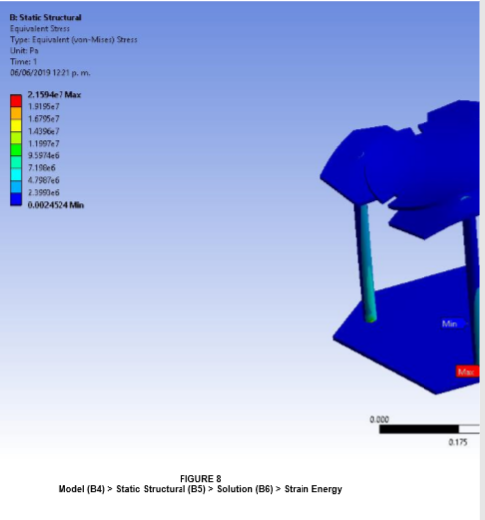 B: Static Structural
Equivalent Stress
Type: Equivalent (von-Mises) Stress
Unit: Pa
Time: 1
06/06/2019 12:21 p. m.
2.1594e7 Max
1.9195e7
1.6795e7
1.4396e7
1.1997e7
9.5974e6
7.198e6
4.7987e6
2.3993e6
0.0024524 Min
Min
Max
0.000
0.175
FIGURE 8
Model (B4) > Static Structural (B5) > Solution (B6) > Strain Energy